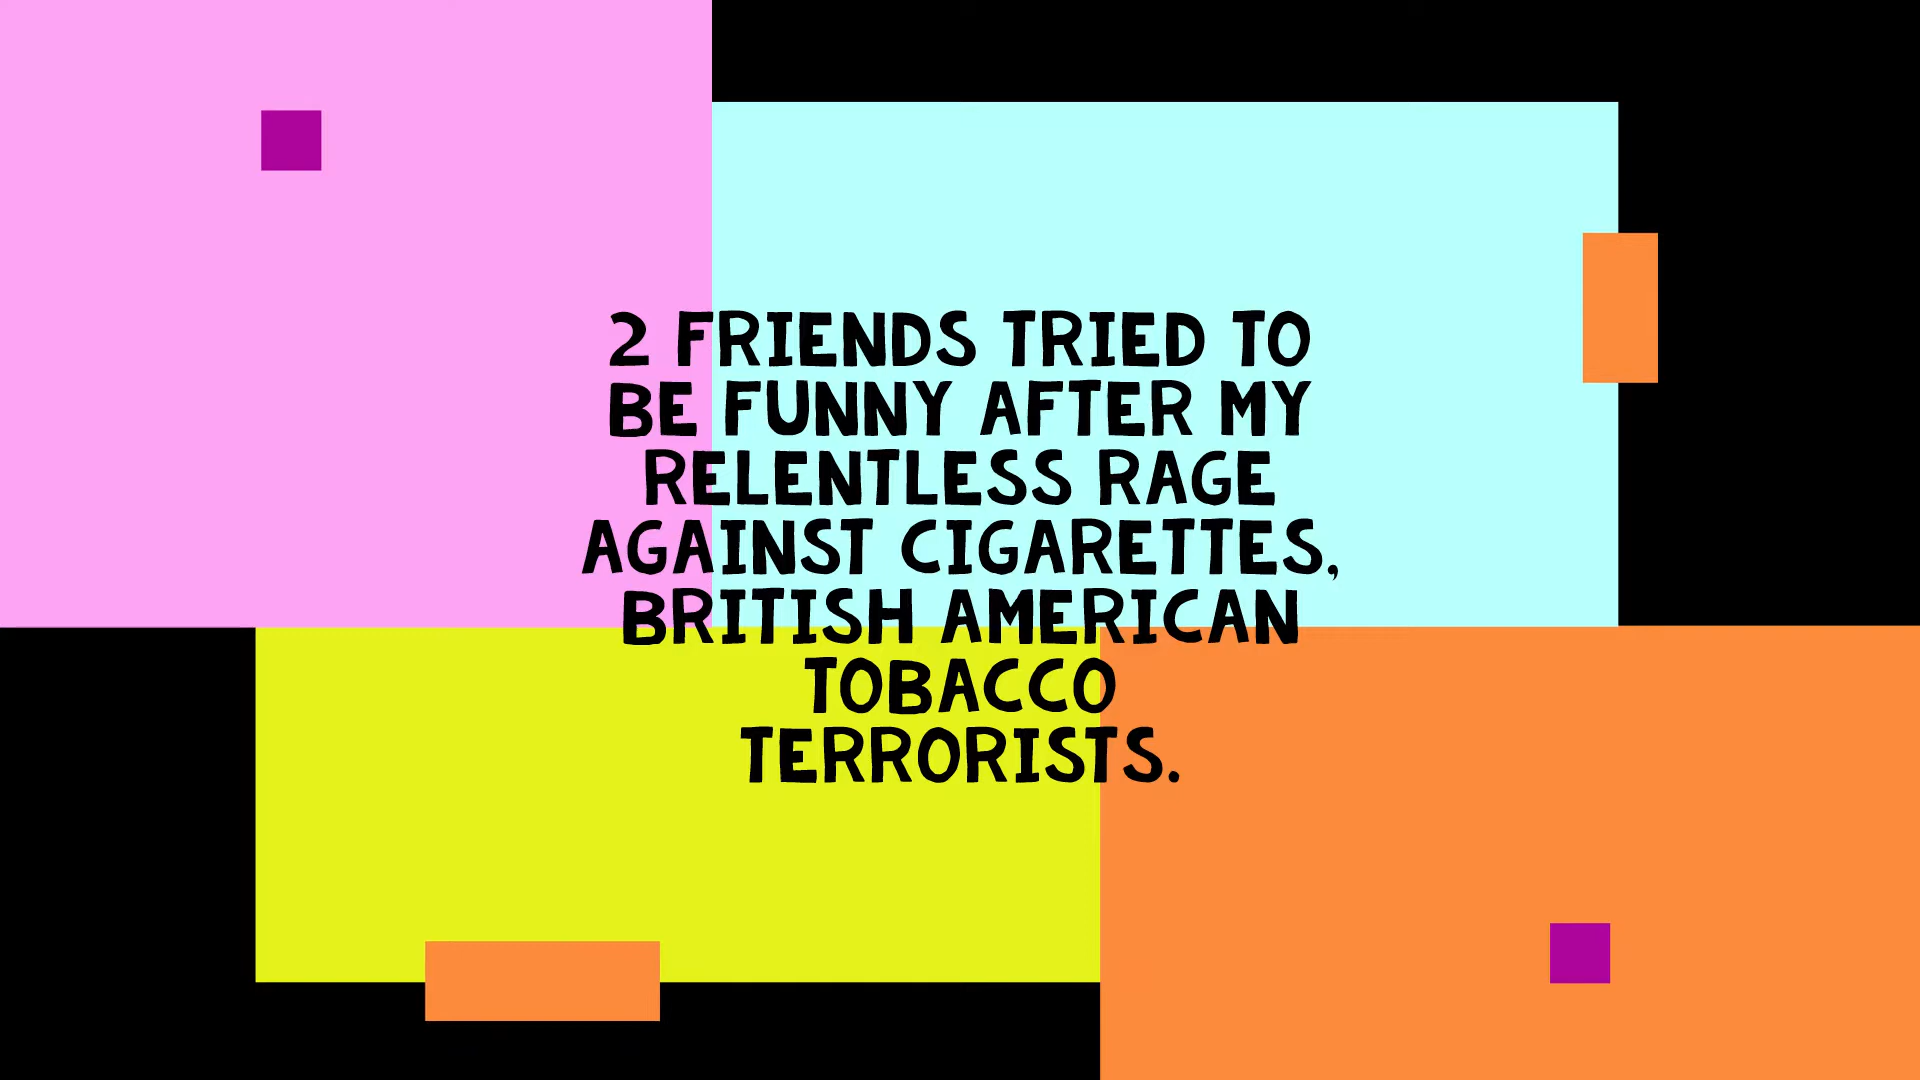 2 FRIENDS TRIED TO
BE FUNNY AFTER MY
RELENTLESS RAGE
AGAINST CIGARETTES,
BRITISH AMERICAN
TOBACCO
TERRORISTS.